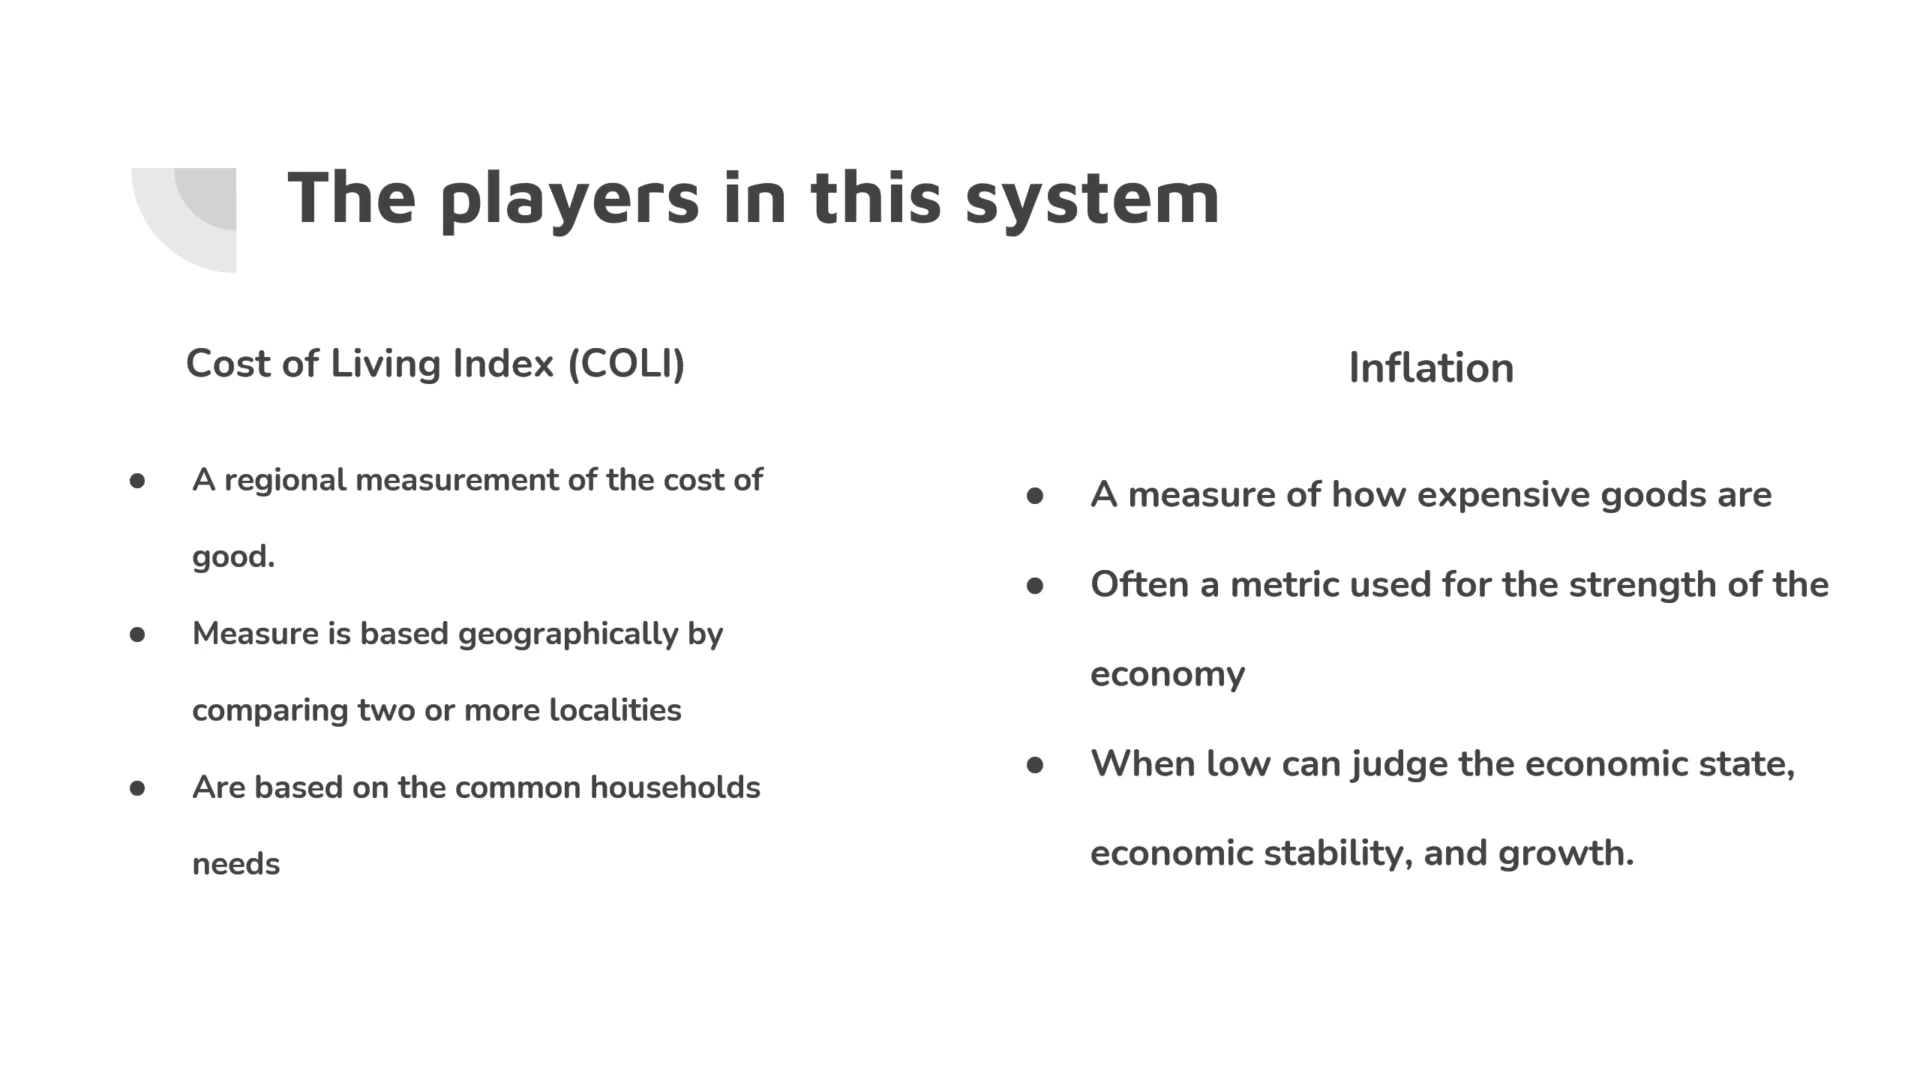 The players in this system
Cost of Living Index (COLI)
● A regional measurement of the cost of
good.
● Measure is based geographically by
comparing two or more localities
● Are based on the common households
needs
Inflation
● A measure of how expensive goods are
● Often a metric used for the strength of the
economy
● When low can judge the economic state,
economic stability, and growth.